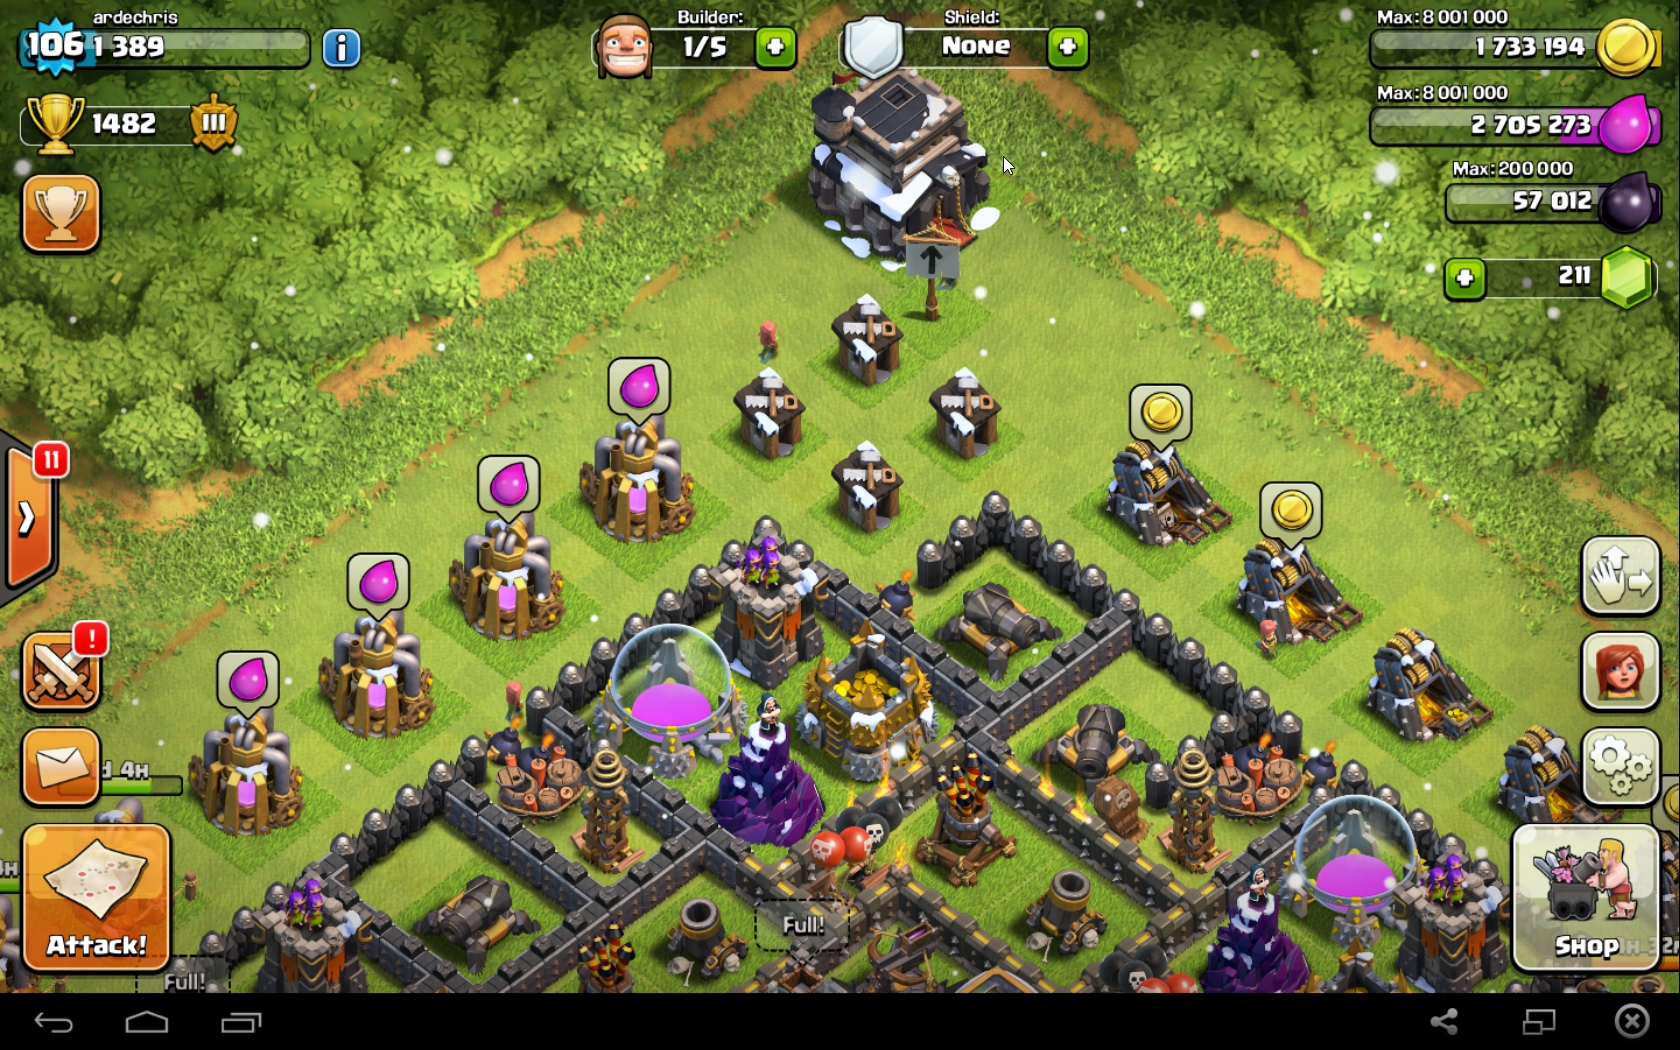 ardechris
106 1 389
i
Builder:
1/5
Shield:
None
Max: 8 001 000
1 733 194
Max: 8 001 000
2 705 273
Max: 200 000
57 012
211
1482
III
11
!
d 4H
Attack!
Full!
Full!
Shop